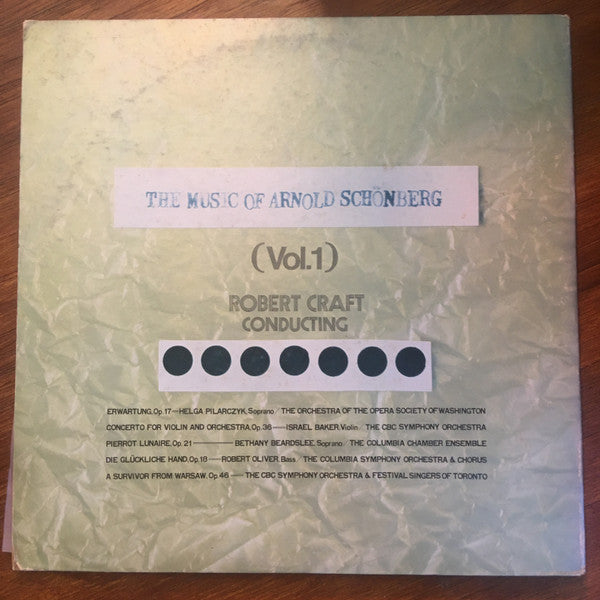 THE MUSIC OF ARNOLD SCHÖNBERG
(Vol.1)
ROBERT CRAFT
CONDUCTING
ERWARTUNG.Op.17—HELGA PILARCZYK,Soprano / THE ORCHESTRA OF THE OPERA SOCIETY OF WASHINGTON
CONCERTO FOR VIOLIN AND ORCHESTRA.Op.36—ISRAEL BAKER.Violin / THE CBC SYMPHONY ORCHESTRA
PIERROT LUNAIRE.Op.21—BETHANY BEARDSLEE,Soprano / THE COLUMBIA CHAMBER ENSEMBLE
DIE GLÜCKLICHE HAND.Op.18—ROBERT OLIVER.Bass / THE COLUMBIA SYMPHONY ORCHESTRA & CHORUS
A SURVIVOR FROM WARSAW.Op.46—THE CBC SYMPHONY ORCHESTRA & FESTIVAL SINGERS OF TORONTO